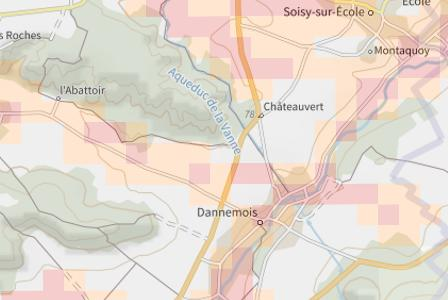 Soisy-sur-École
École
s Roches
Montaquoy
l'Abattoir
Aqueduc de la Vanne
Châteauvert
78
Dannemois